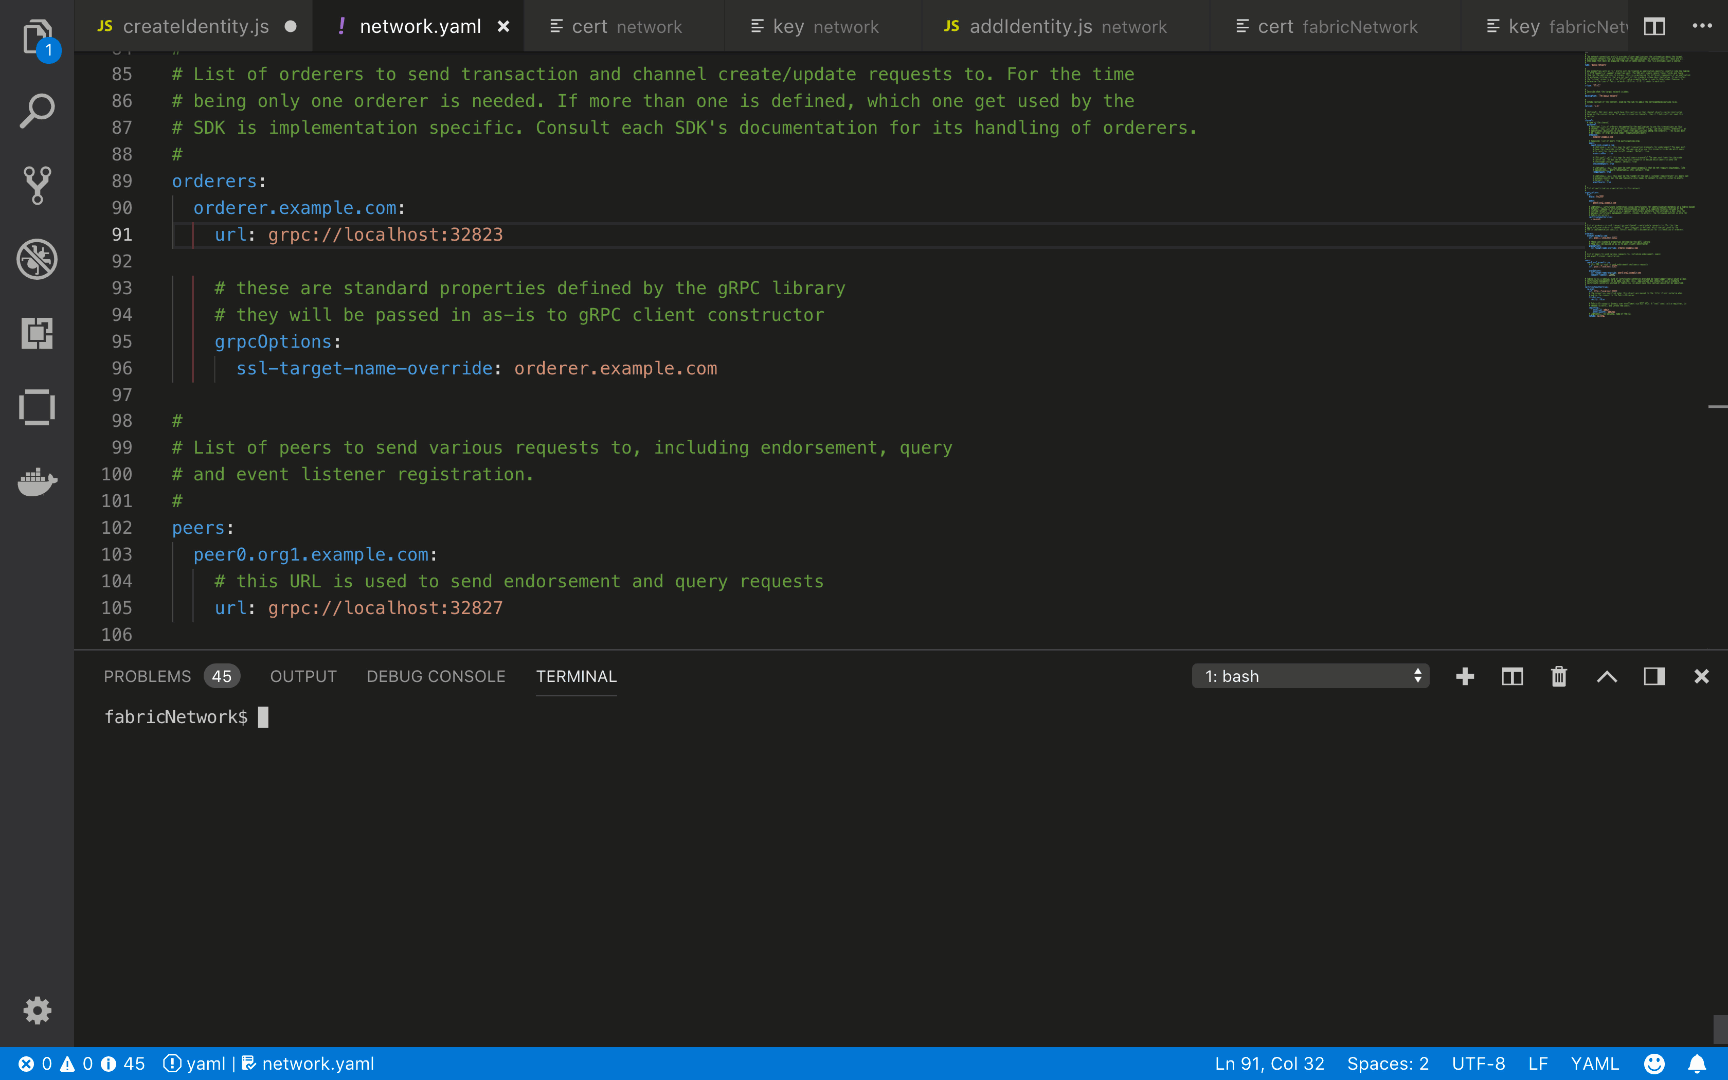 1
JS createIdentity.js
! network.yaml
cert network
key network
JS addIdentity.js network
cert fabricNetwork
key fabricNetw
85 # List of orderers to send transaction and channel create/update requests to. For the time
86 # being only one orderer is needed. If more than one is defined, which one get used by the
87 # SDK is implementation specific. Consult each SDK's documentation for its handling of orderers.
88 #
89 orderers:
90 orderer.example.com:
91 url: grpc://localhost:32823
92
93 # these are standard properties defined by the gRPC library
94 # they will be passed in as-is to gRPC client constructor
95 grpcOptions:
96 ssl-target-name-override: orderer.example.com
97
98 #
99 # List of peers to send various requests to, including endorsement, query
100 # and event listener registration.
101 #
102 peers:
103 peer0.org1.example.com:
104 # this URL is used to send endorsement and query requests
105 url: grpc://localhost:32827
106
PROBLEMS 45 OUTPUT DEBUG CONSOLE TERMINAL 1: bash
fabricNetwork$
0 0 45 yaml | network.yaml Ln 91, Col 32 Spaces: 2 UTF-8 LF YAML